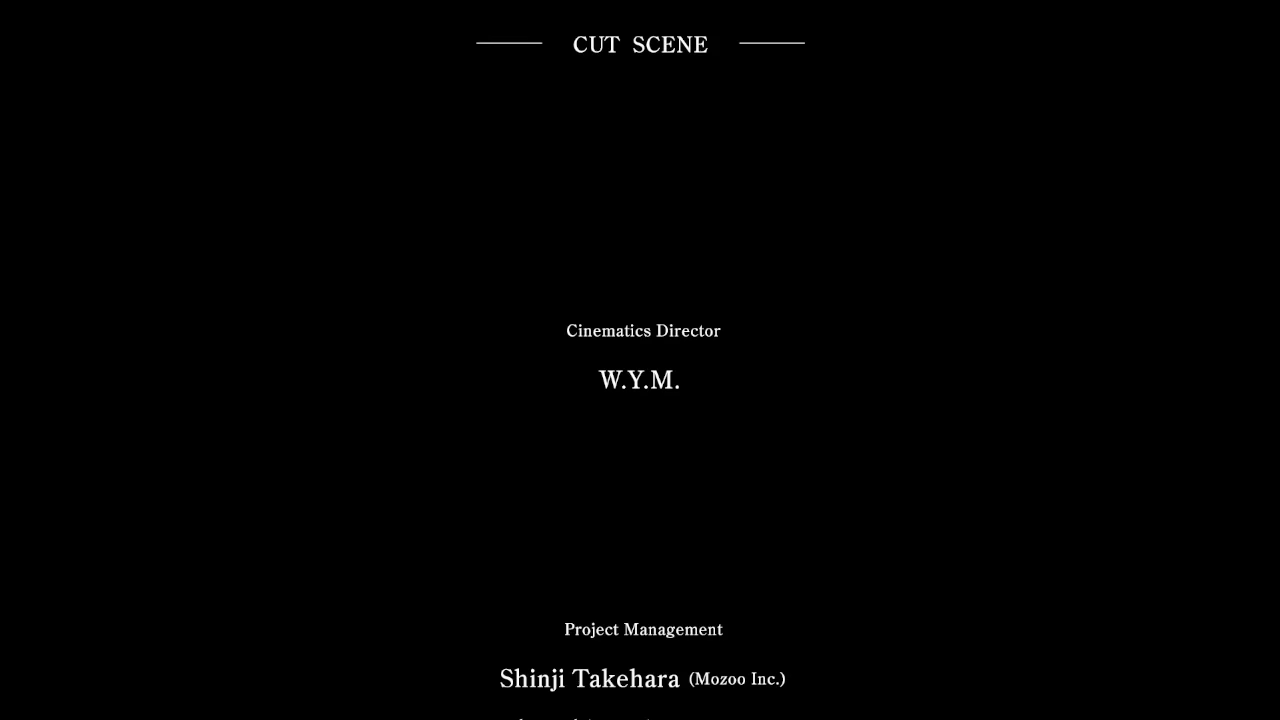 CUT SCENE
Cinematics Director
W.Y.M.
Project Management
Shinji Takehara (Mozoo Inc.)